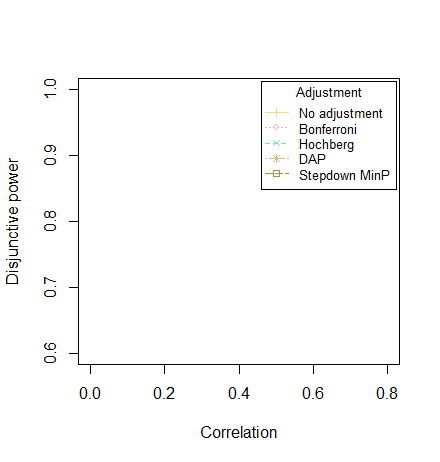 Adjustment
No adjustment
Bonferroni
Hochberg
DAP
Stepdown MinP
Disjunctive power
1.0
0.9
0.8
0.7
0.6
0.0 0.2 0.4 0.6 0.8
Correlation